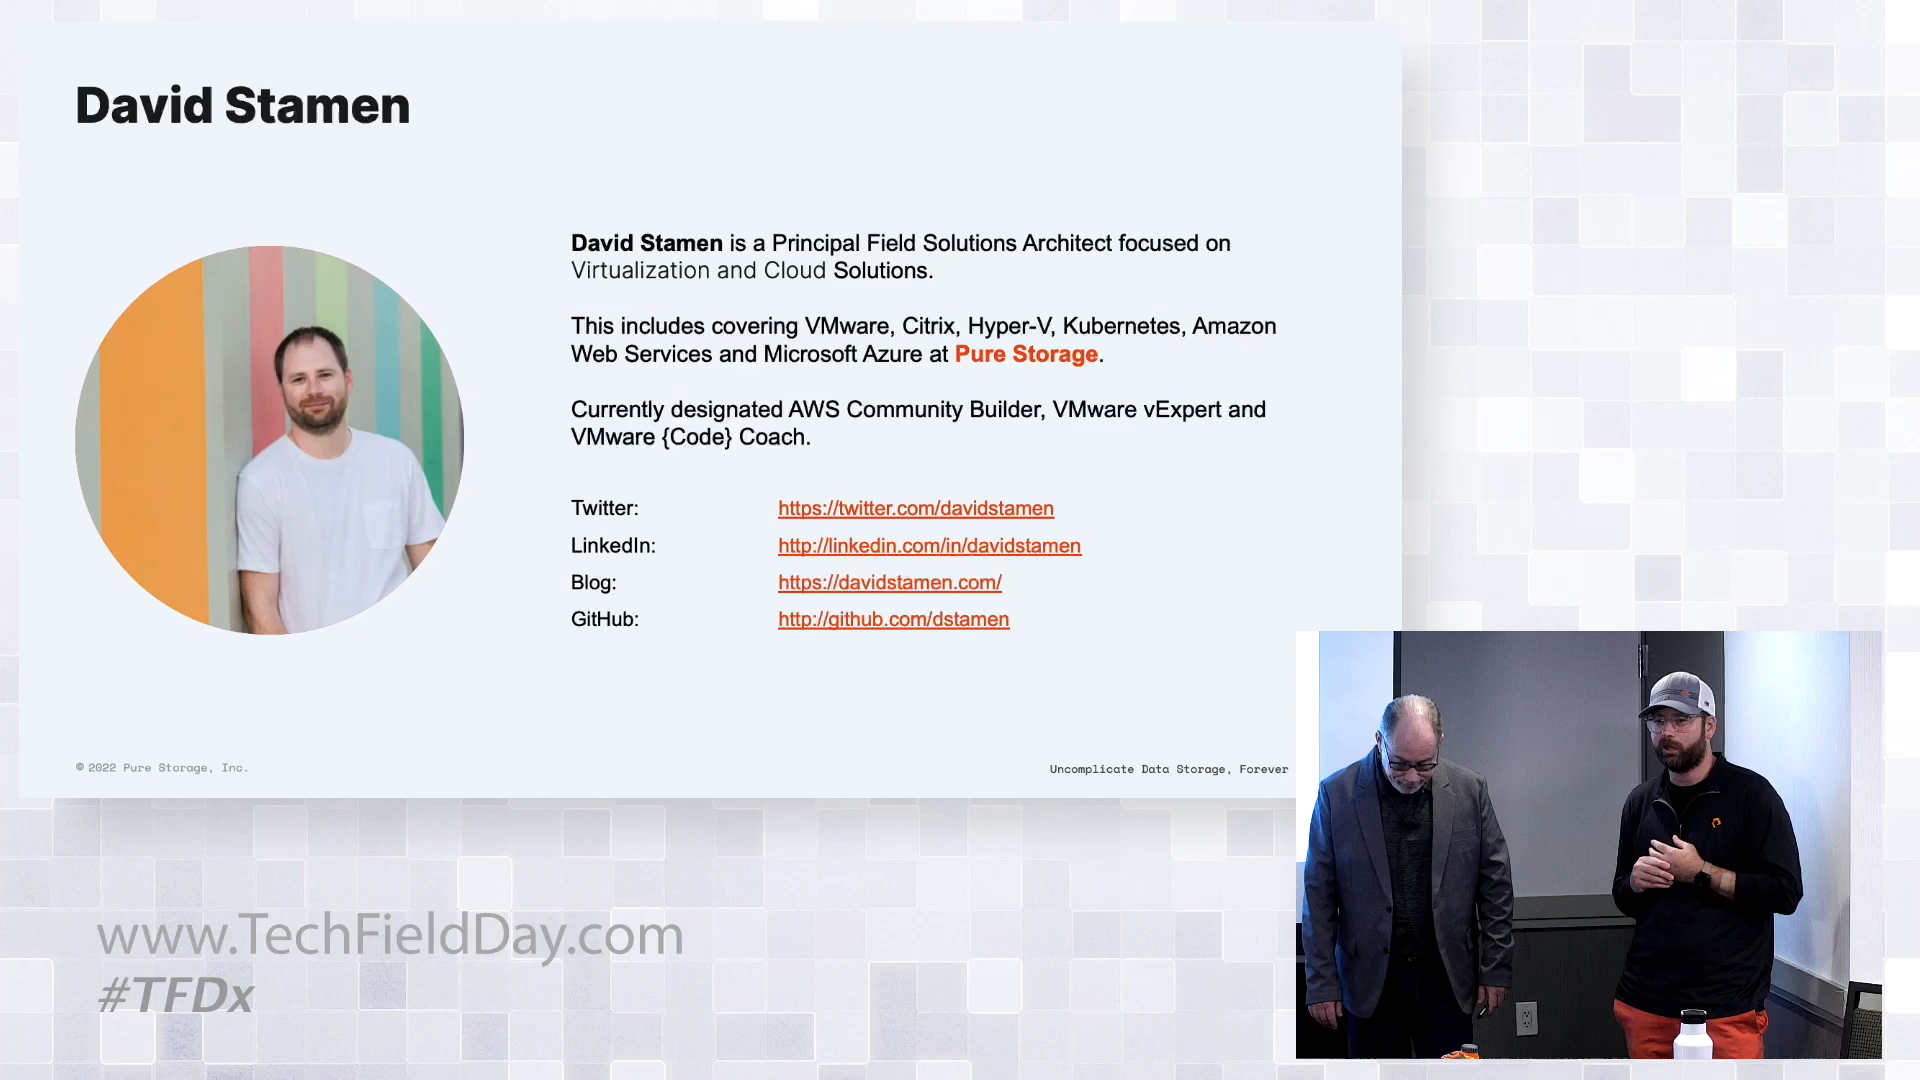 David Stamen
David Stamen is a Principal Field Solutions Architect focused on
Virtualization and Cloud Solutions.
This includes covering VMware, Citrix, Hyper-V, Kubernetes, Amazon
Web Services and Microsoft Azure at Pure Storage.
Currently designated AWS Community Builder, VMware vExpert and
VMware {Code} Coach.
Twitter: https://twitter.com/davidstamen
LinkedIn: http://linkedin.com/in/davidstamen
Blog: https://davidstamen.com/
GitHub: http://github.com/dstamen
© 2022 Pure Storage, Inc.
Uncomplicate Data Storage, Forever
www.TechFieldDay.com
#TFDx